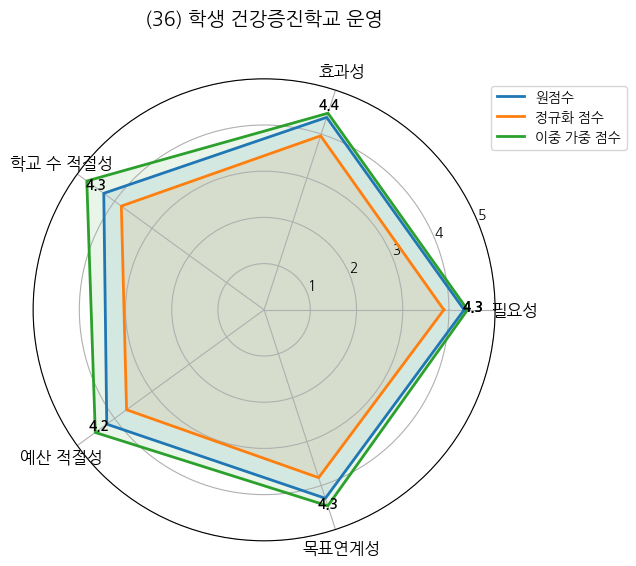 (36) 학생 건강증진학교 운영
효과성
원점수
정규화 점수
이중 가중 점수
4.4
학교 수 적절성
4.3
5
4
3
2
1
4.3
필요성
4.2
예산 적절성
4.3
목표연계성